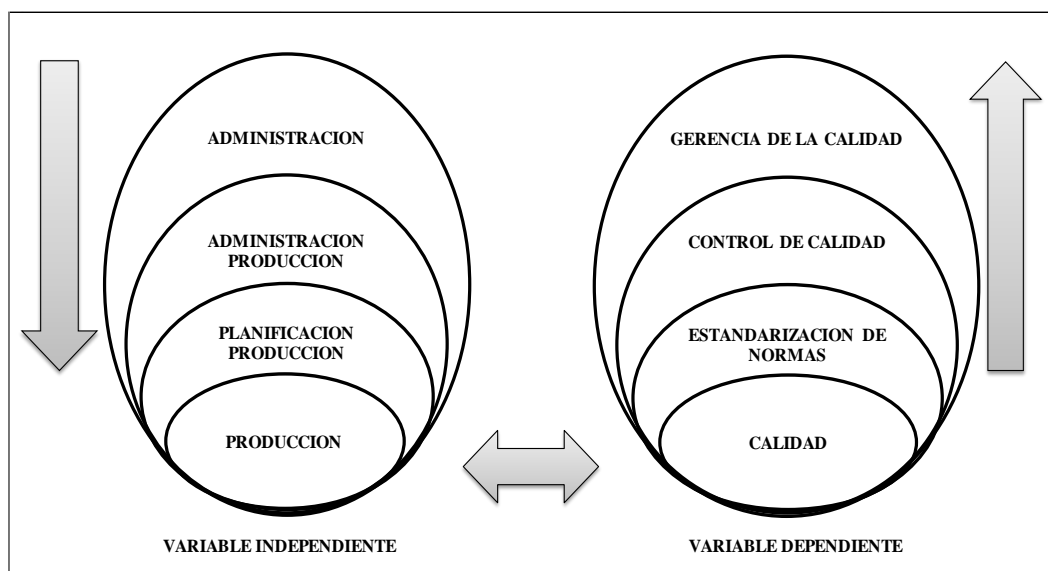 ADMINISTRACION
ADMINISTRACION
PRODUCCION
PLANIFICACION
PRODUCCION
PRODUCCION
VARIABLE INDEPENDIENTE
GERENCIA DE LA CALIDAD
CONTROL DE CALIDAD
ESTANDARIZACION DE
NORMAS
CALIDAD
VARIABLE DEPENDIENTE